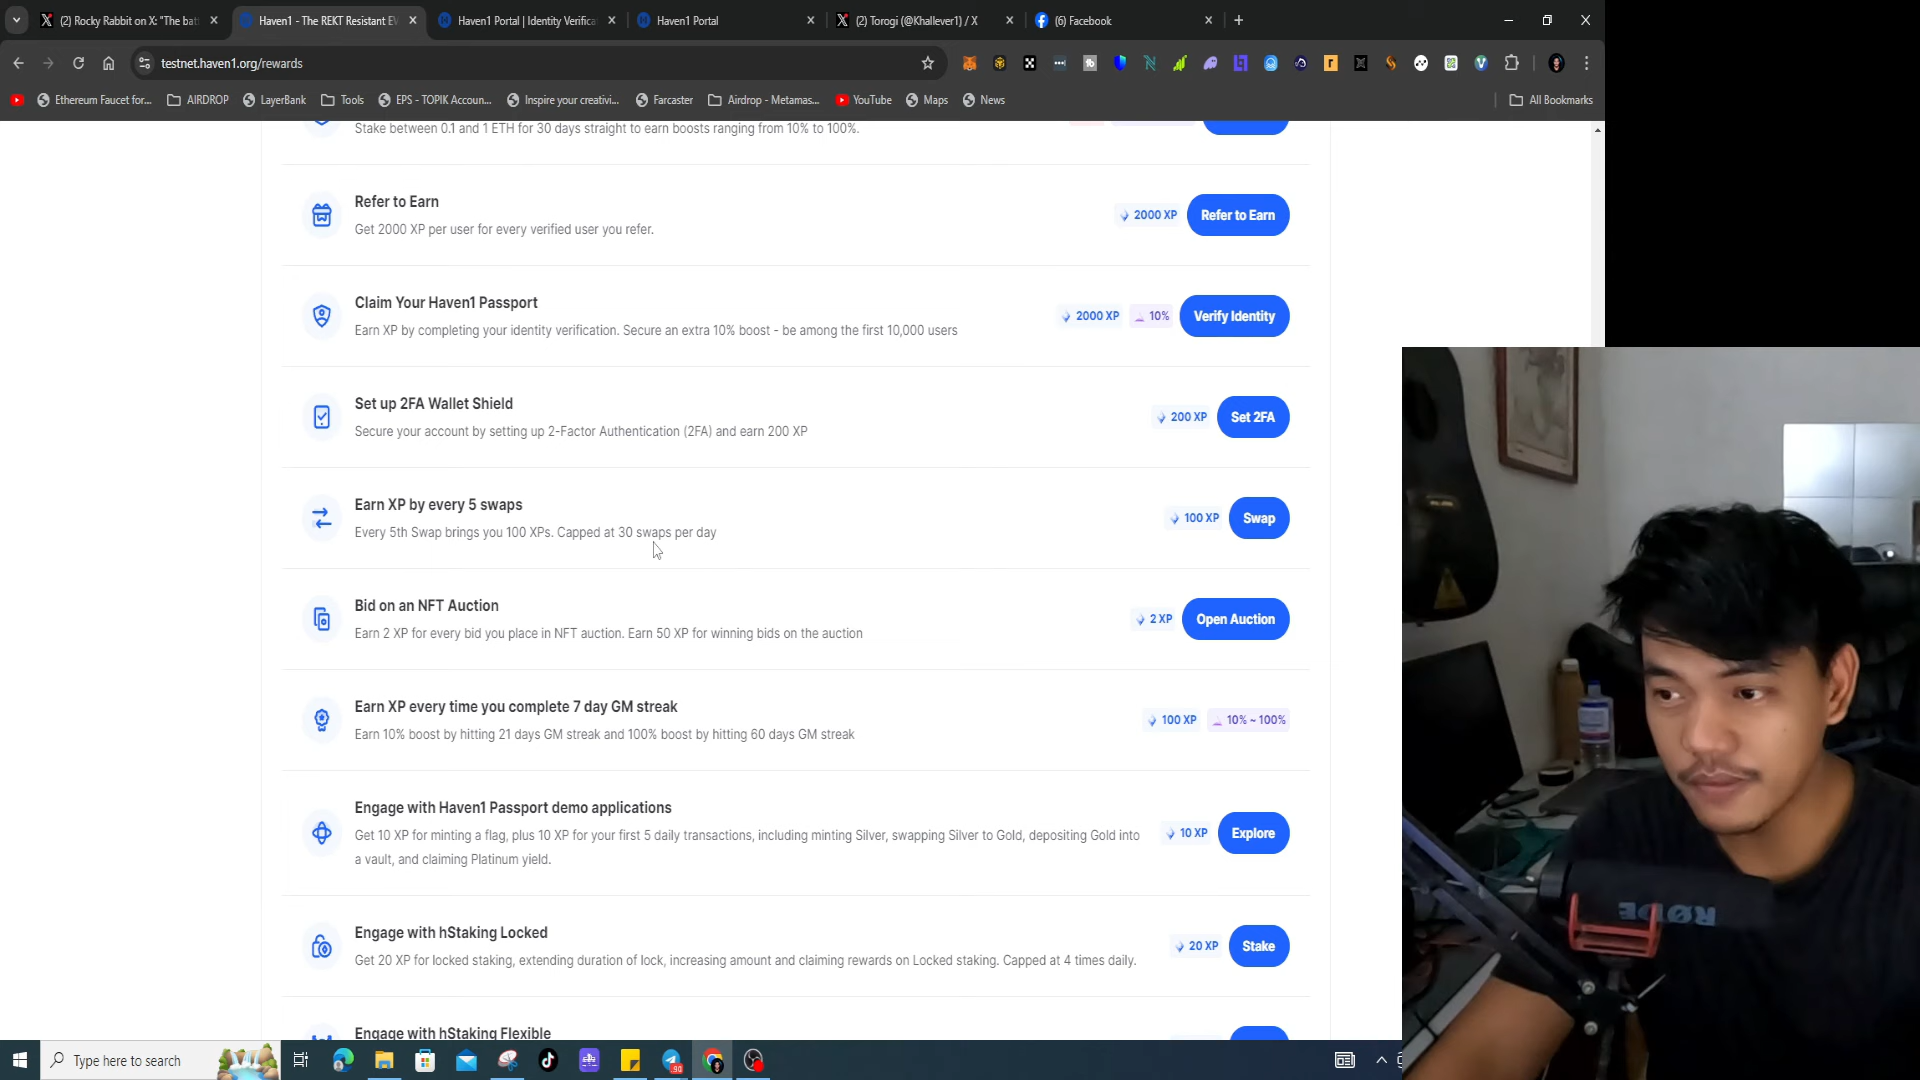 (2) Rocky Rabbit on X: "The bat
Haven1 - The REKT Resistant EV
Haven1 Portal | Identity Verifica
Haven1 Portal
(2) Torogi (@Khallever1) / X
(6) Facebook
testnet.haven1.org/rewards
Ethereum Faucet for...
AIRDROP
LayerBank
Tools
EPS - TOPIK Accoun...
Inspire your creativi...
Farcaster
Airdrop - Metamas...
YouTube
Maps
News
All Bookmarks
Stake between 0.1 and 1 ETH for 30 days straight to earn boosts ranging from 10% to 100%.
Refer to Earn
Get 2000 XP per user for every verified user you refer.
2000 XP
Refer to Earn
Claim Your Haven1 Passport
Earn XP by completing your identity verification. Secure an extra 10% boost - be among the first 10,000 users
2000 XP
10%
Verify Identity
Set up 2FA Wallet Shield
Secure your account by setting up 2-Factor Authentication (2FA) and earn 200 XP
200 XP
Set 2FA
Earn XP by every 5 swaps
Every 5th Swap brings you 100 XPs. Capped at 30 swaps per day
100 XP
Swap
Bid on an NFT Auction
Earn 2 XP for every bid you place in NFT auction. Earn 50 XP for winning bids on the auction
2 XP
Open Auction
Earn XP every time you complete 7 day GM streak
Earn 10% boost by hitting 21 days GM streak and 100% boost by hitting 60 days GM streak
100 XP
10% ~ 100%
Engage with Haven1 Passport demo applications
Get 10 XP for minting a flag, plus 10 XP for your first 5 daily transactions, including minting Silver, swapping Silver to Gold, depositing Gold into
a vault, and claiming Platinum yield.
10 XP
Explore
Engage with hStaking Locked
Get 20 XP for locked staking, extending duration of lock, increasing amount and claiming rewards on Locked staking. Capped at 4 times daily.
20 XP
Stake
Engage with hStaking Flexible
RØDE
Type here to search